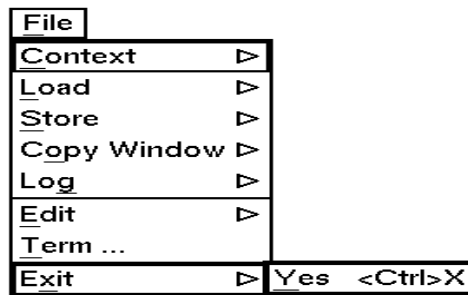 File
Context
Load
Store
Copy Window
Log
Edit
Term ...
Exit Yes <Ctrl>X